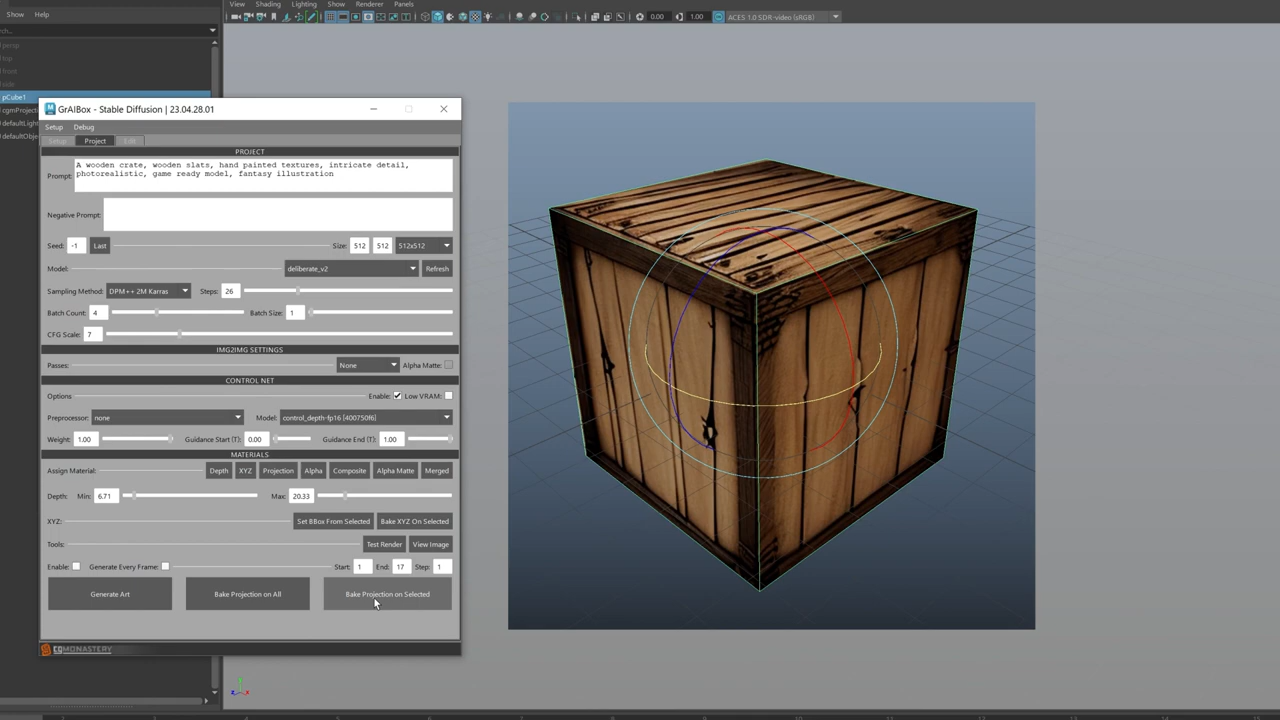 View Shading Lighting Show Renderer Panels
Show Help
0.00 1.00 ACES 1.0 SDR-video (sRGB)
persp
top
front
side
pCube1
cgmProject
defaultLigh
defaultObje
GrAIBox - Stable Diffusion | 23.04.28.01
Setup Debug
Setup Project Edit
PROJECT
Prompt: A wooden crate, wooden slats, hand painted textures, intricate detail,
photorealistic, game ready model, fantasy illustration
Negative Prompt:
Seed: -1 Last Size: 512 512 512x512
Model: deliberate_v2 Refresh
Sampling Method: DPM++ 2M Karras Steps: 26
Batch Count: 4 Batch Size: 1
CFG Scale: 7
IMG2IMG SETTINGS
Passes: None Alpha Matte:
CONTROL NET
Options Enable: Low VRAM:
Preprocessor: none Model: control_depth-fp16 [400750f6]
Weight: 1.00 Guidance Start (T): 0.00 Guidance End (T): 1.00
MATERIALS
Assign Material: Depth XYZ Projection Alpha Composite Alpha Matte Merged
Depth: Min: 6.71 Max: 20.33
XYZ: Set BBox From Selected Bake XYZ On Selected
Tools: Test Render View Image
Enable: Generate Every Frame: Start: 1 End: 17 Step: 1
Generate Art Bake Projection on All Bake Projection on Selected
CGMONASTERY